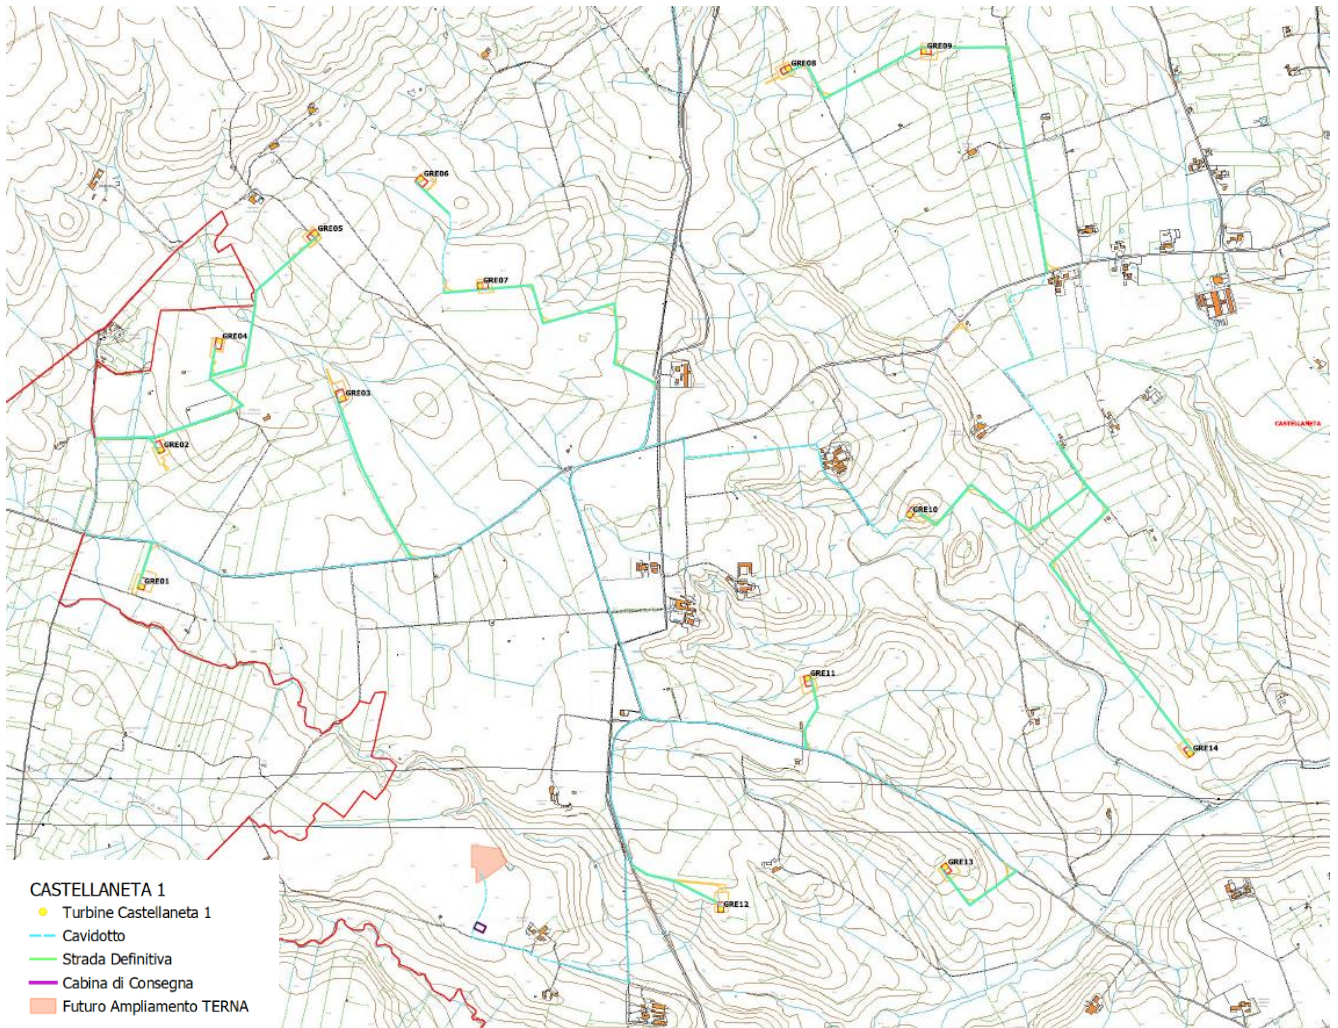 GRE09
GRE08
GRE06
GRE05
GRE07
GRE04
GRE03
CASTELLANETA
GRE02
GRE10
GRE01
GRE11
GRE14
GRE13
GRE12
CASTELLANETA 1
Turbine Castellaneta 1
Cavidotto
Strada Definitiva
Cabina di Consegna
Futuro Ampliamento TERNA